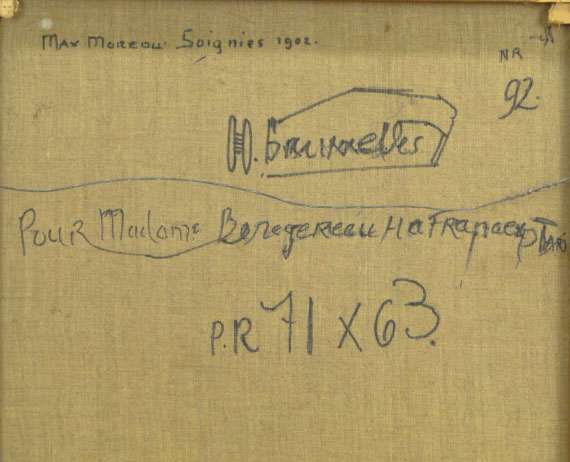 Max Moreau Soignies 1902.
NR
92.
Bruxelles
Pour Madame
P.R 71 X 63.